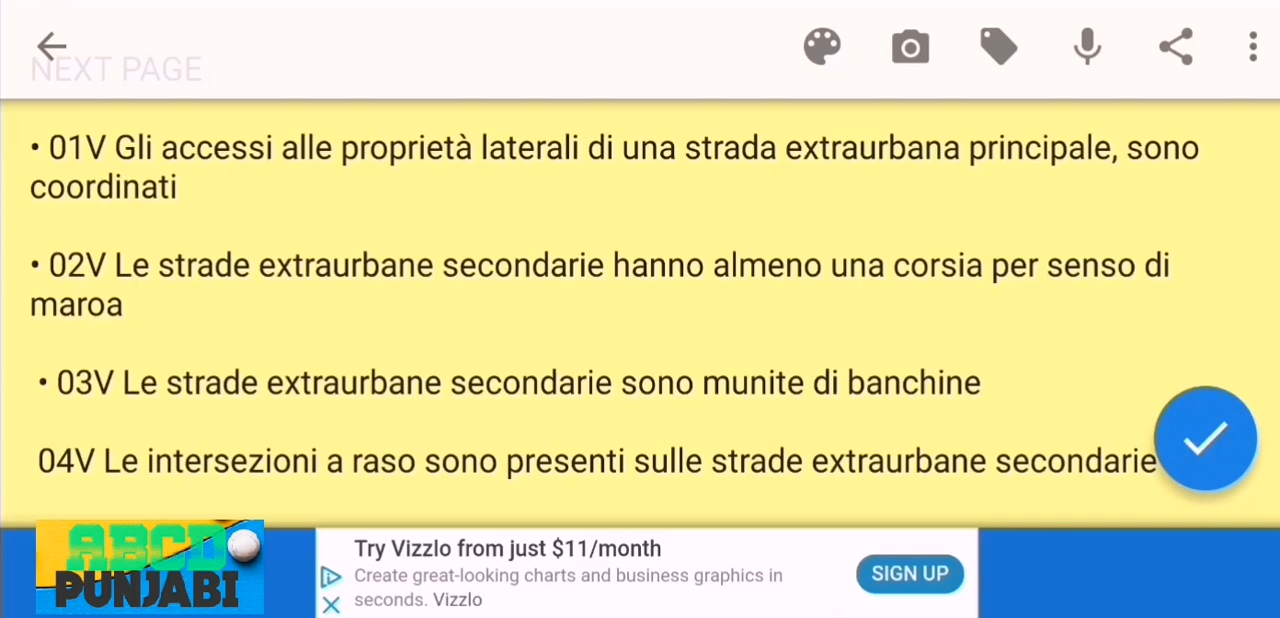 NEXT PAGE
• 01V Gli accessi alle proprietà laterali di una strada extraurbana principale, sono
coordinati
• 02V Le strade extraurbane secondarie hanno almeno una corsia per senso di
maroa
• 03V Le strade extraurbane secondarie sono munite di banchine
04V Le intersezioni a raso sono presenti sulle strade extraurbane secondarie
ABCD
PUNJABI
Try Vizzlo from just $11/month
Create great-looking charts and business graphics in
seconds. Vizzlo
SIGN UP